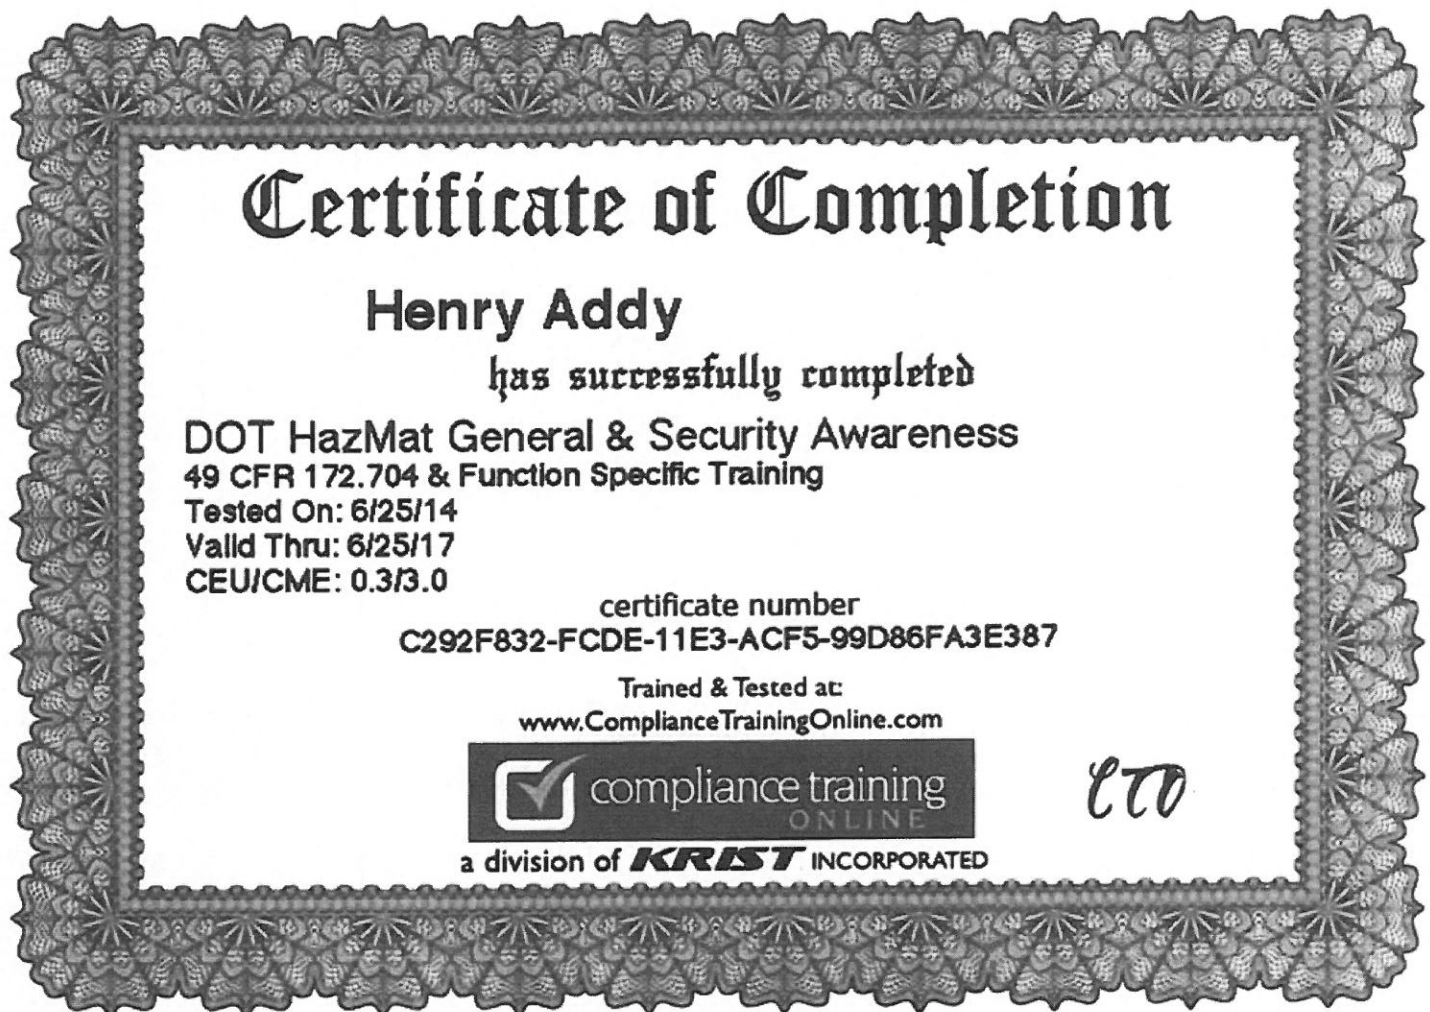 Certificate of Completion
Henry Addy
has successfully completed
DOT HazMat General & Security Awareness
49 CFR 172.704 & Function Specific Training
Tested On: 6/25/14
Valid Thru: 6/25/17
CEU/CME: 0.3/3.0
certificate number
C292F832-FCDE-11E3-ACF5-99D86FA3E387
Trained & Tested at:
www.ComplianceTrainingOnline.com
compliance training
ONLINE
CTO
a division of KRIST INCORPORATED